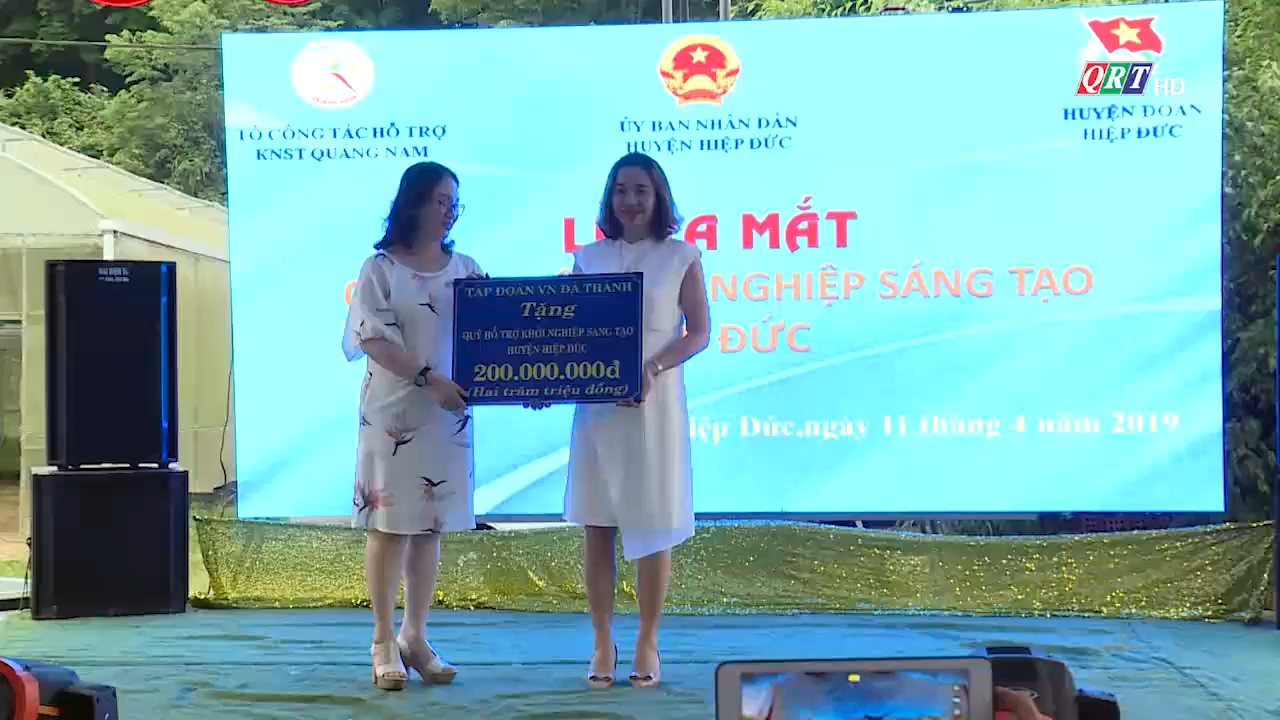 TỔ CÔNG TÁC HỖ TRỢ
KNST QUANG NAM
ỦY BAN NHÂN DÂN
HUYỆN HIỆP ĐỨC
QRT HD
HUYỆN ĐOÀN
HIỆP ĐỨC
MẮT
NGHIỆP SÁNG TẠO
ĐỨC
Đức,ngày 11 tháng 4 năm 2019
TẬP ĐOÀN VN ĐÀ THÀNH
Tặng
QUỸ HỖ TRỢ KHỞI NGHIỆP SÁNG TẠO
HUYỆN HIỆP ĐỨC
200.000.000đ
(Hai trăm triệu đồng)